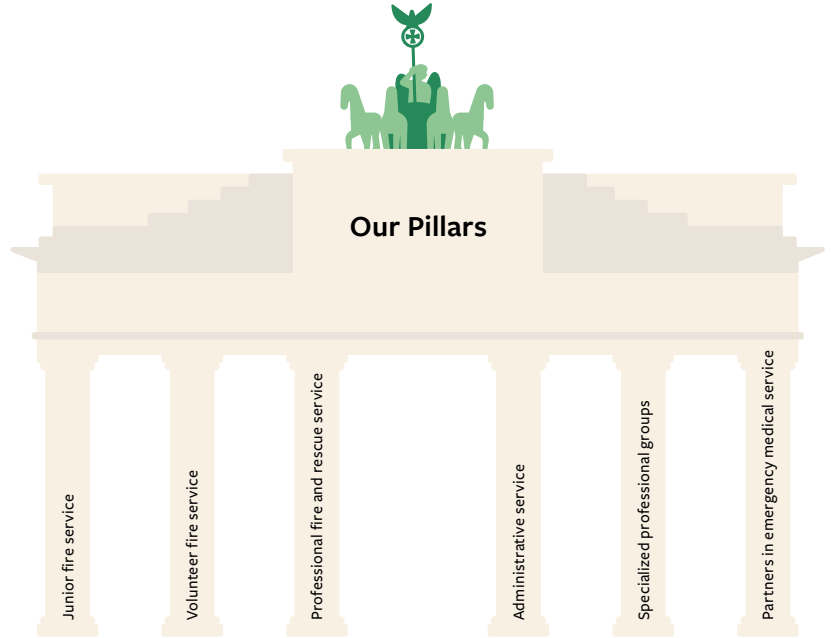 Our Pillars
Junior fire service
Volunteer fire service
Professional fire and rescue service
Administrative service
Specialized professional groups
Partners in emergency medical service